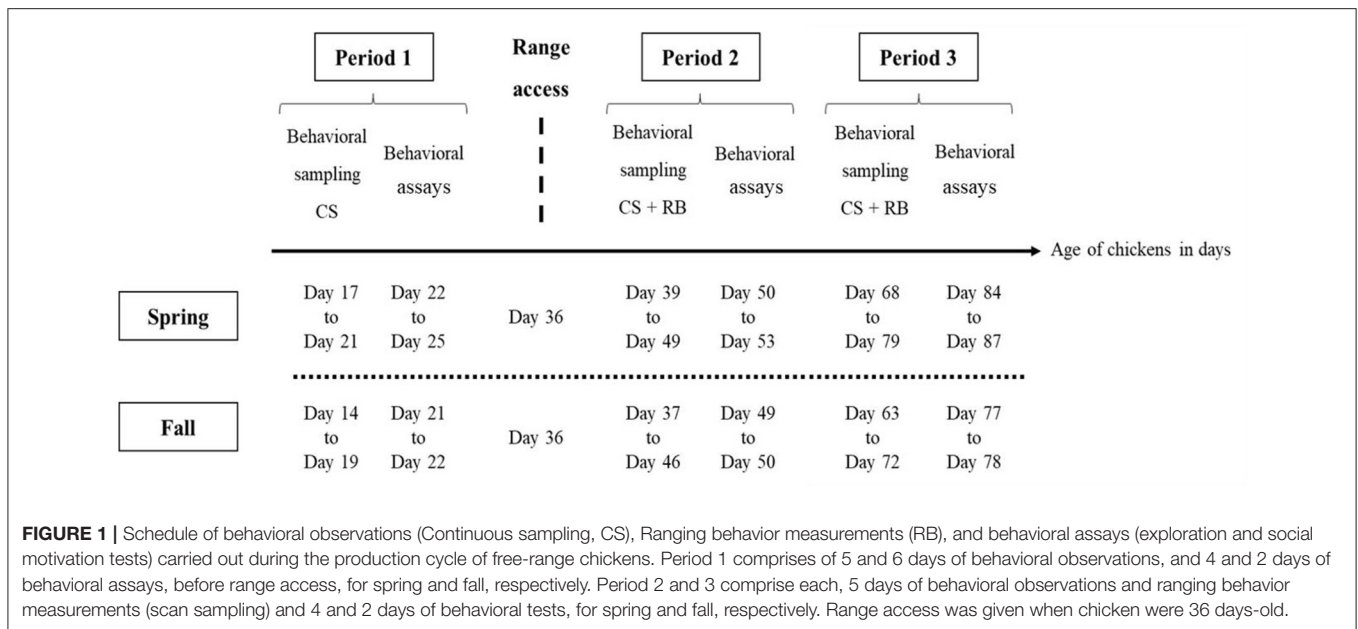 Period 1
Range
access
Period 2
Period 3
Behavioral
sampling
CS
Behavioral
assays
Behavioral
sampling
CS + RB
Behavioral
assays
Behavioral
sampling
CS + RB
Behavioral
assays
Age of chickens in days
Spring
Day 17
to
Day 21
Day 22
to
Day 25
Day 36
Day 39
to
Day 49
Day 50
to
Day 53
Day 68
to
Day 79
Day 84
to
Day 87
Fall
Day 14
to
Day 19
Day 21
to
Day 22
Day 36
Day 37
to
Day 46
Day 49
to
Day 50
Day 63
to
Day 72
Day 77
to
Day 78
FIGURE 1 | Schedule of behavioral observations (Continuous sampling, CS), Ranging behavior measurements (RB), and behavioral assays (exploration and social
motivation tests) carried out during the production cycle of free-range chickens. Period 1 comprises of 5 and 6 days of behavioral observations, and 4 and 2 days of
behavioral assays, before range access, for spring and fall, respectively. Period 2 and 3 comprise each, 5 days of behavioral observations and ranging behavior
measurements (scan sampling) and 4 and 2 days of behavioral tests, for spring and fall, respectively. Range access was given when chicken were 36 days-old.